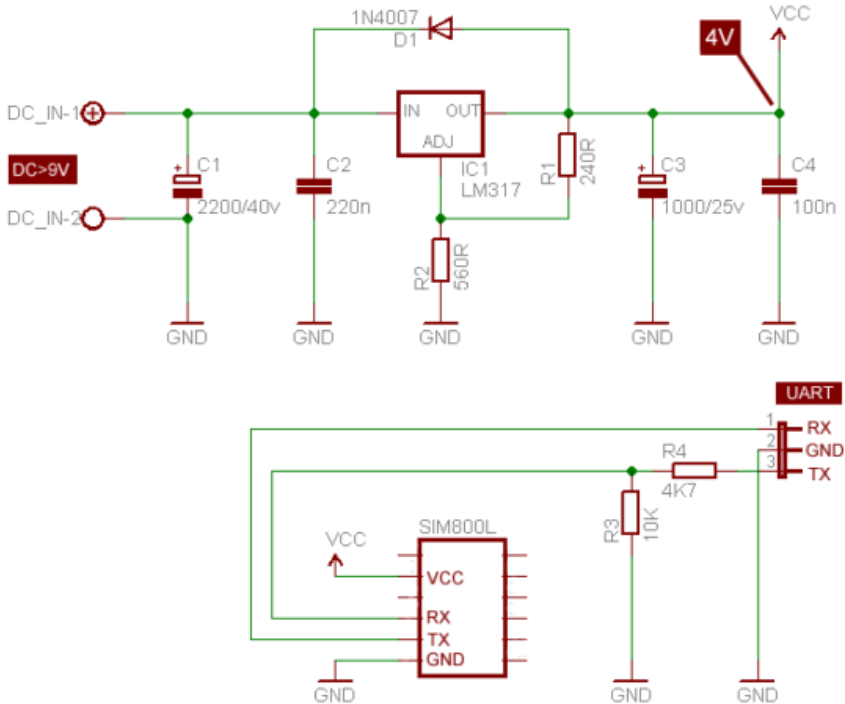 1N4007
D1
VCC
4V
DC_IN-1
IN OUT
ADJ
IC1
LM317
R1
240R
DC>9V
+ C1
2200/40v
C2
220n
+ C3
1000/25v
C4
100n
DC_IN-2
R2
560R
GND
GND
GND
GND
GND
UART
1 RX
2 GND
3 TX
R4
4K7
R3
10K
SIM800L
VCC
VCC
RX
TX
GND
GND
GND
GND